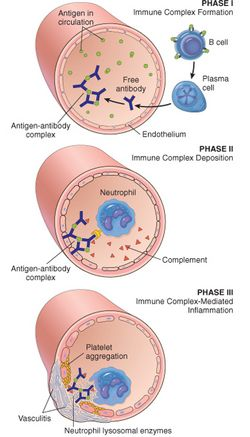 PHASE I
Immune Complex Formation
Antigen in
circulation
B cell
Free
antibody
Plasma
cell
Antigen-antibody
complex
Endothelium
PHASE II
Immune Complex Deposition
Neutrophil
Antigen-antibody
complex
Complement
PHASE III
Immune Complex-Mediated
Inflammation
Platelet
aggregation
Vasculitis
Neutrophil lysosomal enzymes